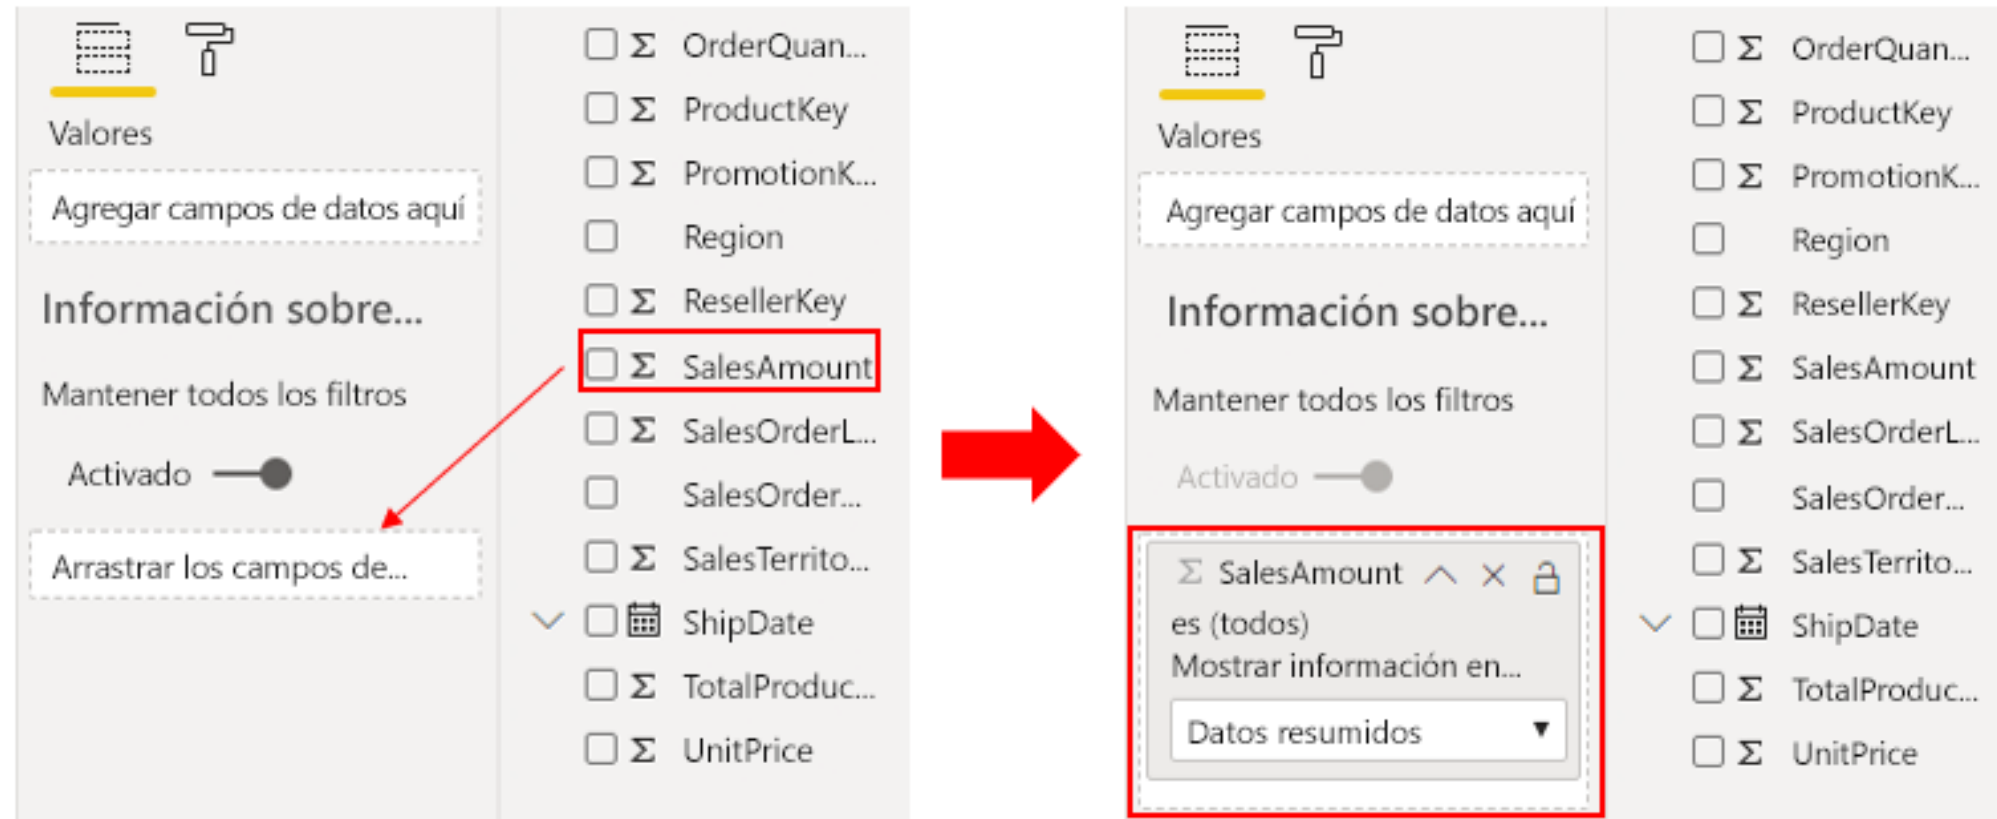 Valores
Agregar campos de datos aquí
Información sobre...
Mantener todos los filtros
Activado
Arrastrar los campos de...
Σ OrderQuan...
Σ ProductKey
Σ PromotionK...
Region
Σ ResellerKey
Σ SalesAmount
Σ SalesOrderL...
SalesOrder...
Σ SalesTerrito...
ShipDate
Σ TotalProduc...
Σ UnitPrice
Valores
Agregar campos de datos aquí
Información sobre...
Mantener todos los filtros
Activado
Σ SalesAmount
es (todos)
Mostrar información en...
Datos resumidos
Σ OrderQuan...
Σ ProductKey
Σ PromotionK...
Region
Σ ResellerKey
Σ SalesAmount
Σ SalesOrderL...
SalesOrder...
Σ SalesTerrito...
ShipDate
Σ TotalProduc...
Σ UnitPrice